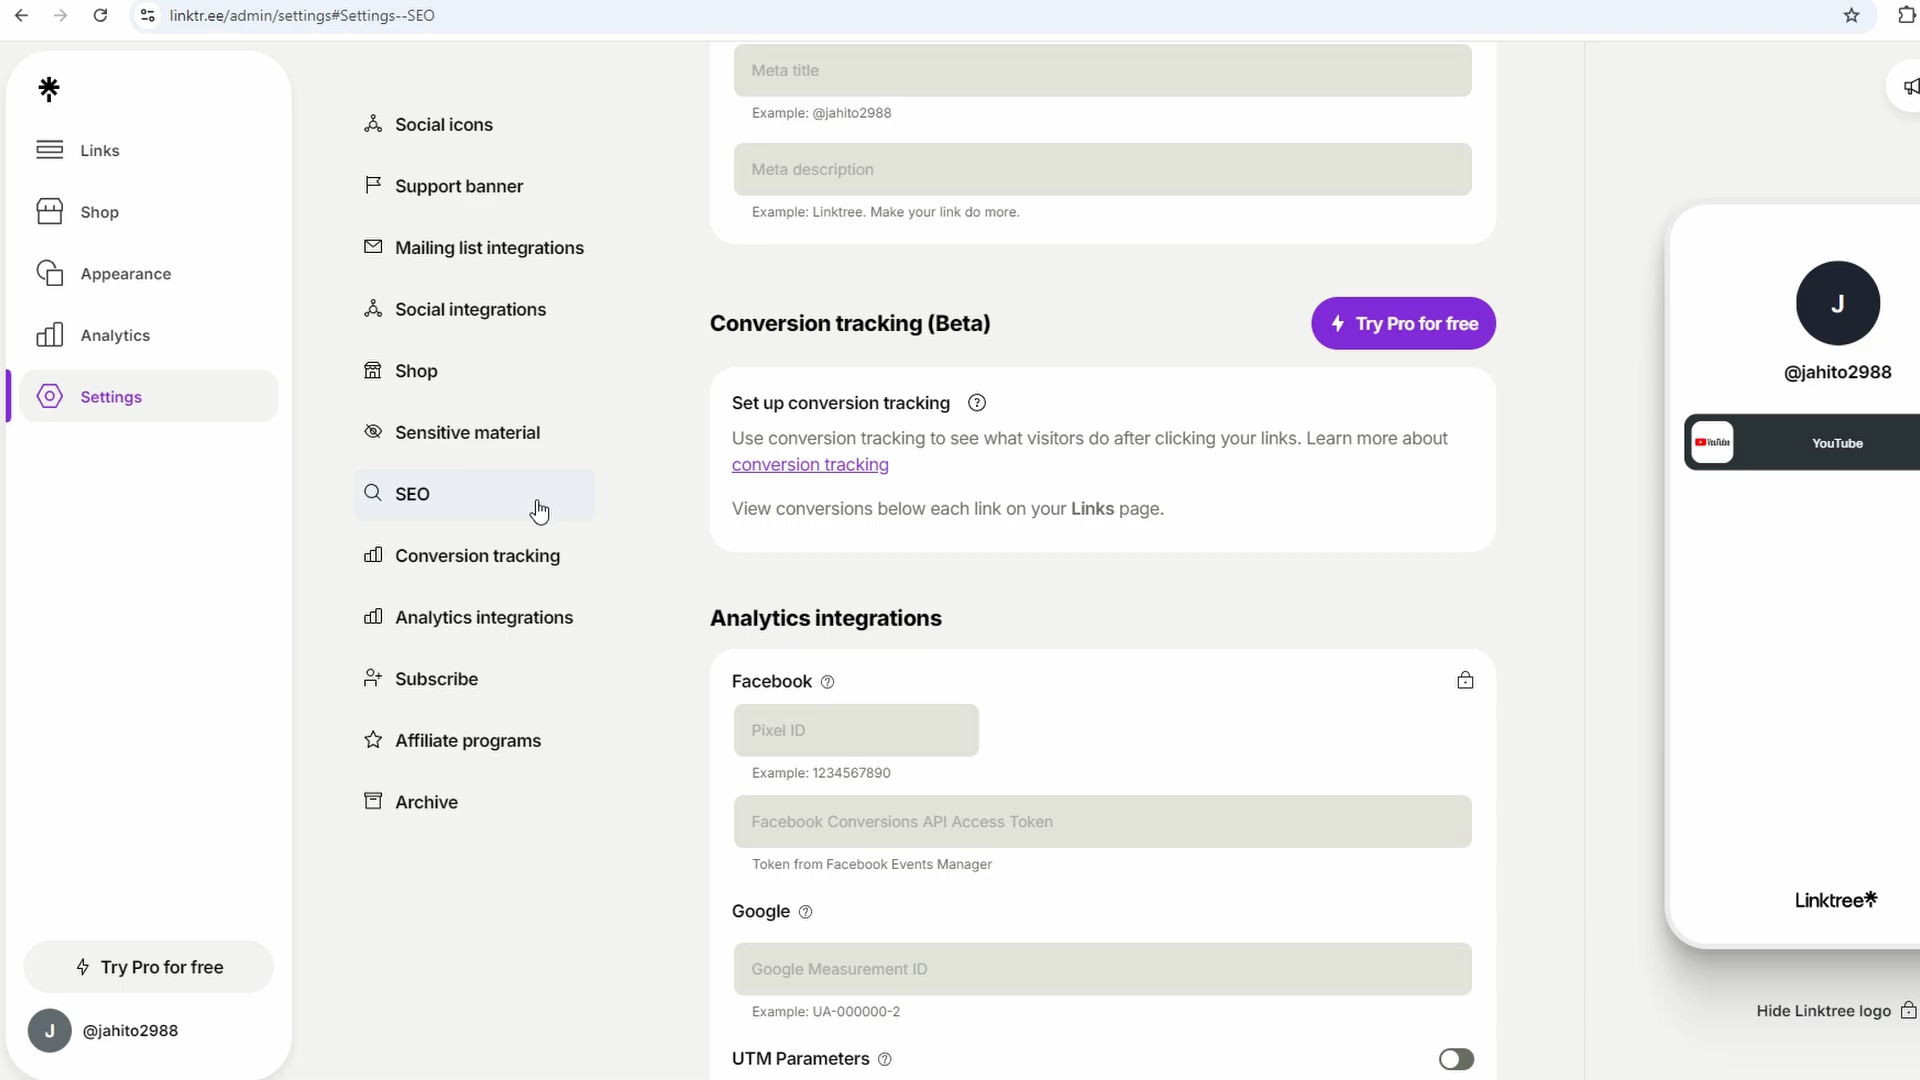 linktr.ee/admin/settings#Settings--SEO
Links
Shop
Appearance
Analytics
Settings
Try Pro for free
J
@jahito2988
Social icons
Support banner
Mailing list integrations
Social integrations
Shop
Sensitive material
SEO
Conversion tracking
Analytics integrations
Subscribe
Affiliate programs
Archive
Meta title
Example: @jahito2988
Meta description
Example: Linktree. Make your link do more.
Conversion tracking (Beta)
Try Pro for free
Set up conversion tracking
Use conversion tracking to see what visitors do after clicking your links. Learn more about
conversion tracking
View conversions below each link on your Links page.
Analytics integrations
Facebook
Pixel ID
Example: 1234567890
Facebook Conversions API Access Token
Token from Facebook Events Manager
Google
Google Measurement ID
Example: UA-000000-2
UTM Parameters
J
@jahito2988
YouTube
YouTube
Linktree
Hide Linktree logo